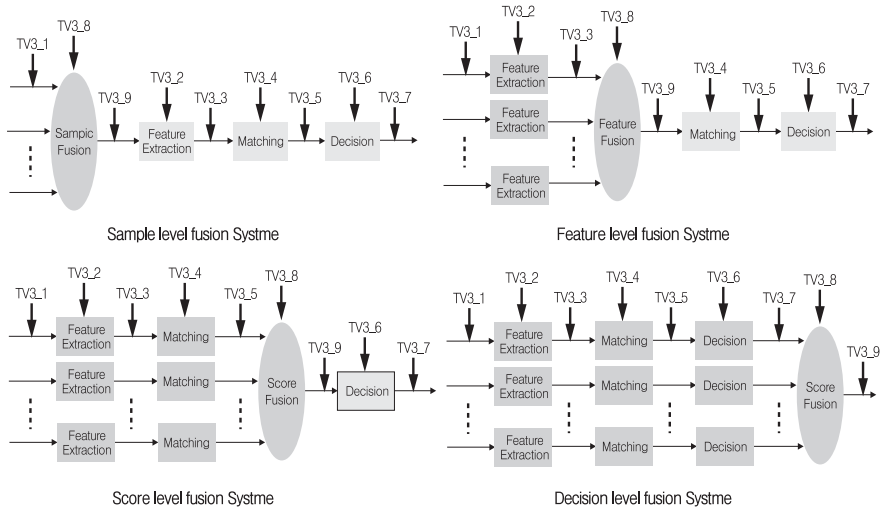 TV3_8
TV3_1
TV3_2
TV3_4
TV3_6
TV3_9
TV3_3
TV3_5
TV3_7
Sampic
Fusion
Feature
Extraction
Matching
Decision
Sample level fusion Systme
TV3_2
TV3_8
TV3_1
TV3_3
Feature
Extraction
TV3_4
TV3_6
TV3_9
TV3_5
TV3_7
Feature
Extraction
Feature
Fusion
Matching
Decision
Feature
Extraction
Feature level fusion Systme
TV3_2
TV3_4
TV3_8
TV3_1
TV3_3
TV3_5
Feature
Extraction
Matching
TV3_6
TV3_9
TV3_7
Feature
Extraction
Matching
Score
Fusion
Decision
Feature
Extraction
Matching
Score level fusion Systme
TV3_2
TV3_4
TV3_6
TV3_8
TV3_1
TV3_3
TV3_5
TV3_7
Feature
Extraction
Matching
Decision
TV3_9
Feature
Extraction
Matching
Decision
Score
Fusion
Feature
Extraction
Matching
Decision
Decision level fusion Systme